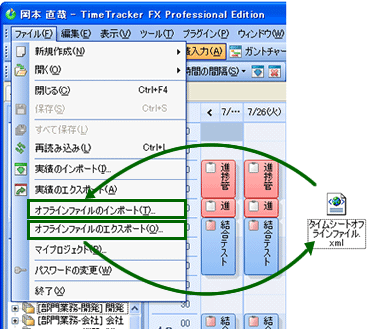 岡本 直哉 - TimeTracker FX Professional Edition
ファイル(F) 編集(E) 表示(V) ツール(T) プラグイン(P) ウィンドウ(W)
新規作成(N)
開く(O)
閉じる(C) Ctrl+F4
保存(S) Ctrl+S
すべて保存(L)
再読み込み(L) Ctrl+L
実績のインポート(D)...
実績のエクスポート(A)
オフラインファイルのインポート(T)...
オフラインファイルのエクスポート(O)...
マイプロジェクト(B)...
パスワードの変更(W)...
終了(X)
[部門業務-開発] 開発
[部門業務-会社] 会社
入力(A) ガントチャー
時間の間隔(S)
< 7/… 7/26(火)
進捗管 進捗管
進 進
結合テスト 結合テスト
30
00
タイムシートオフ
ラインファイル.
xml